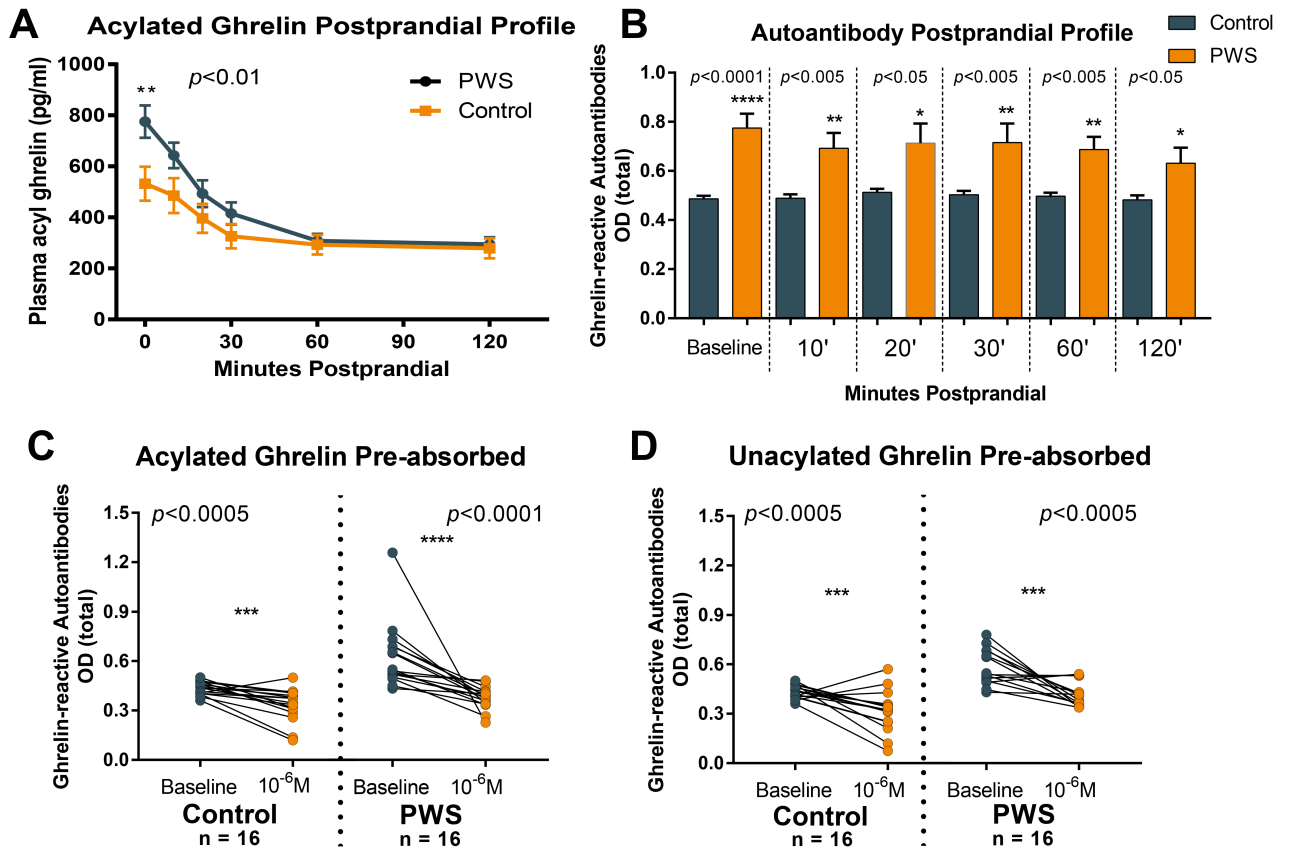 A
Acylated Ghrelin Postprandial Profile
Plasma acyl ghrelin (pg/ml)
1000
800
600
400
200
0
**
p<0.01
PWS
Control
0
30
60
90
120
Minutes Postprandial
B
Autoantibody Postprandial Profile
Control
PWS
Ghrelin-reactive Autoantibodies
OD (total)
1.0
0.8
0.6
0.4
0.2
0.0
p<0.0001
p<0.005
p<0.05
p<0.005
p<0.005
p<0.05
****
**
*
**
**
*
Baseline
10'
20'
30'
60'
120'
Minutes Postprandial
C
Acylated Ghrelin Pre-absorbed
Ghrelin-reactive Autoantibodies
OD (total)
1.5
1.2
0.9
0.6
0.3
0.0
p<0.0005
p<0.0001
***
****
Baseline
10⁻⁶M
Baseline
10⁻⁶M
Control
n = 16
PWS
n = 16
D
Unacylated Ghrelin Pre-absorbed
Ghrelin-reactive Autoantibodies
OD (total)
1.5
1.2
0.9
0.6
0.3
0.0
p<0.0005
p<0.0005
***
***
Baseline
10⁻⁶M
Baseline
10⁻⁶M
Control
n = 16
PWS
n = 16